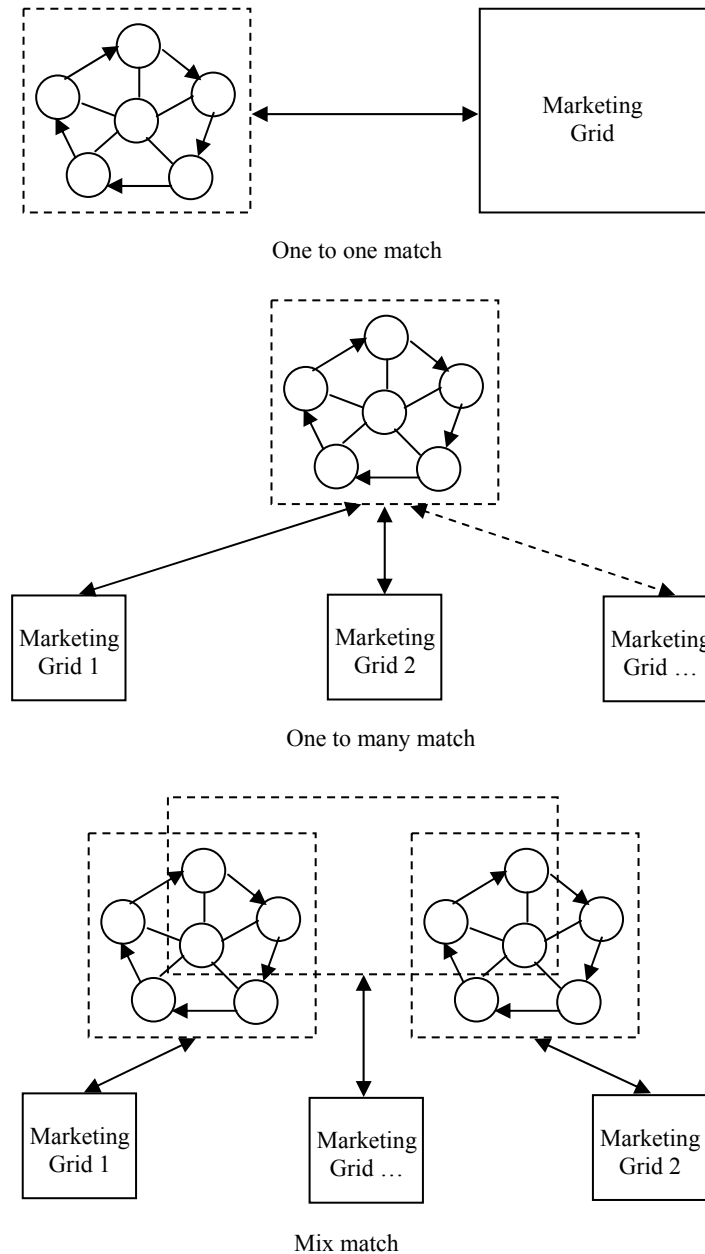 Marketing
Grid
One to one match
Marketing
Grid 1
Marketing
Grid 2
Marketing
Grid …
One to many match
Marketing
Grid 1
Marketing
Grid …
Marketing
Grid 2
Mix match